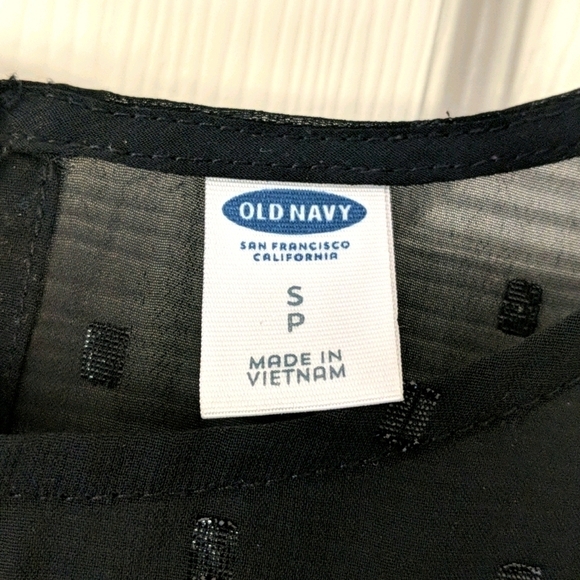 OLD NAVY
SAN FRANCISCO
CALIFORNIA
S
P
MADE IN
VIETNAM